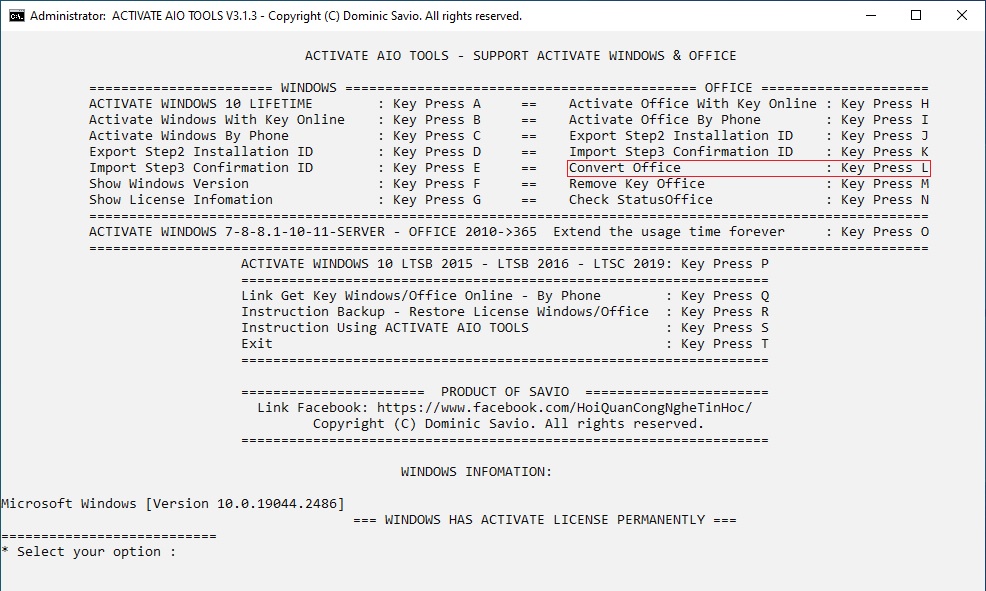 Administrator:  ACTIVATE AIO TOOLS V3.1.3 - Copyright (C) Dominic Savio. All rights reserved.
ACTIVATE AIO TOOLS - SUPPORT ACTIVATE WINDOWS & OFFICE
======================= WINDOWS ============================================ OFFICE =====================
ACTIVATE WINDOWS 10 LIFETIME        : Key Press A     ==    Activate Office With Key Online : Key Press H
Activate Windows With Key Online    : Key Press B     ==    Activate Office By Phone        : Key Press I
Activate Windows By Phone           : Key Press C     ==    Export Step2 Installation ID    : Key Press J
Export Step2 Installation ID        : Key Press D     ==    Import Step3 Confirmation ID    : Key Press K
Import Step3 Confirmation ID        : Key Press E     ==    Convert Office                  : Key Press L
Show Windows Version                : Key Press F     ==    Remove Key Office               : Key Press M
Show License Infomation             : Key Press G     ==    Check StatusOffice              : Key Press N
=========================================================================================================
ACTIVATE WINDOWS 7-8-8.1-10-11-SERVER - OFFICE 2010->365  Extend the usage time forever     : Key Press O
=========================================================================================================
ACTIVATE WINDOWS 10 LTSB 2015 - LTSB 2016 - LTSC 2019: Key Press P
==================================================================
Link Get Key Windows/Office Online - By Phone        : Key Press Q
Instruction Backup - Restore License Windows/Office  : Key Press R
Instruction Using ACTIVATE AIO TOOLS                 : Key Press S
Exit                                                 : Key Press T
==================================================================
=======================  PRODUCT OF SAVIO  =======================
Link Facebook: https://www.facebook.com/HoiQuanCongNgheTinHoc/
Copyright (C) Dominic Savio. All rights reserved.
==================================================================
WINDOWS INFOMATION:
Microsoft Windows [Version 10.0.19044.2486]
=== WINDOWS HAS ACTIVATE LICENSE PERMANENTLY ===
===========================
* Select your option :